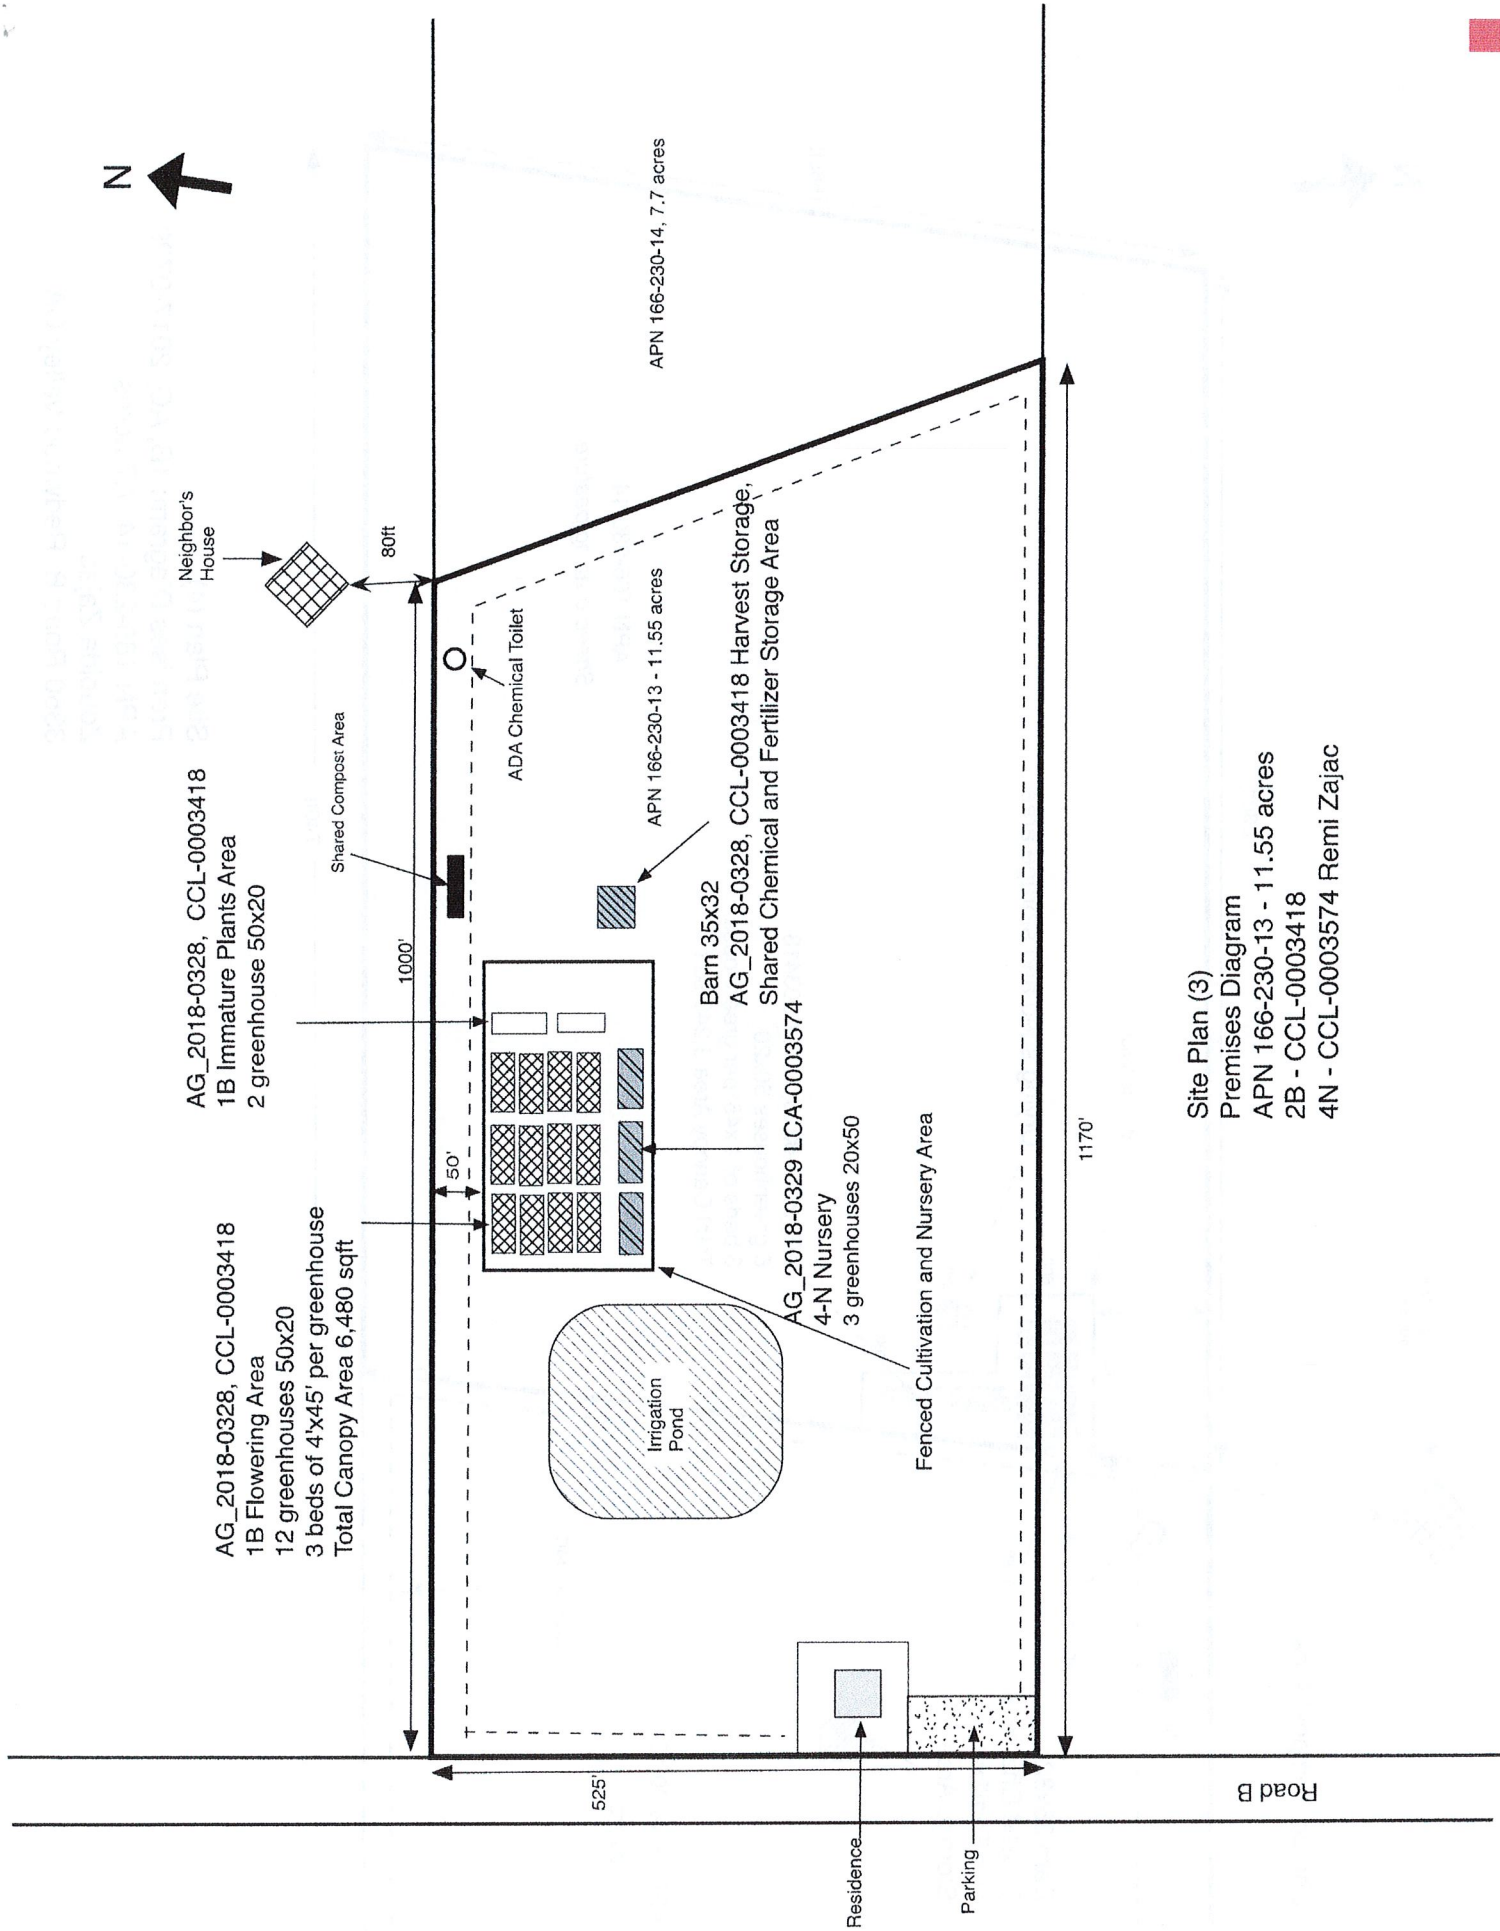 N
Neighbor's
House
80ft
AG_2018-0328, CCL-0003418
1B Immature Plants Area
2 greenhouse 50x20
Shared Compost Area
1000'
AG_2018-0328, CCL-0003418
1B Flowering Area
12 greenhouses 50x20
3 beds of 4'x45' per greenhouse
Total Canopy Area 6,480 sqft
50'
ADA Chemical Toilet
APN 166-230-14, 7.7 acres
APN 166-230-13 - 11.55 acres
Barn 35x32
AG_2018-0328, CCL-0003418 Harvest Storage,
Shared Chemical and Fertilizer Storage Area
AG_2018-0329 LCA-0003574
4-N Nursery
3 greenhouses 20x50
Irrigation
Pond
Fenced Cultivation and Nursery Area
525'
Residence
Parking
Road B
1170'
Site Plan (3)
Premises Diagram
APN 166-230-13 - 11.55 acres
2B - CCL-0003418
4N - CCL-0003574 Remi Zajac